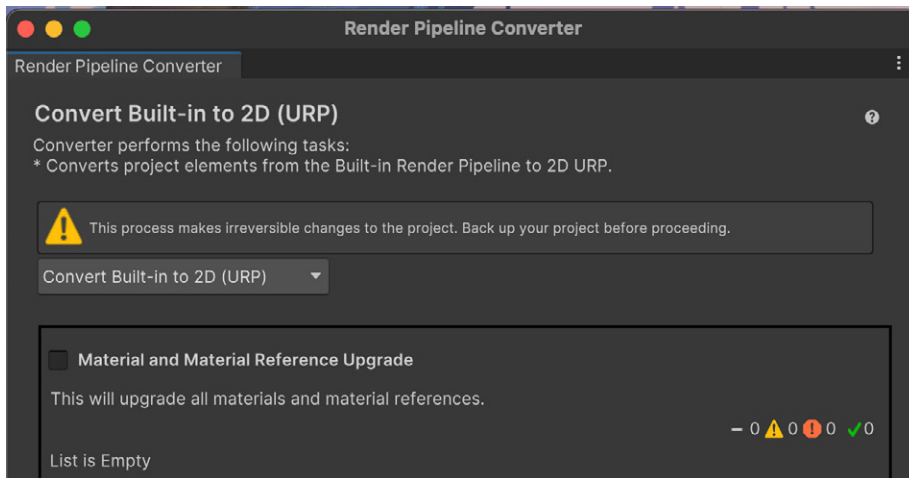 Render Pipeline Converter
Render Pipeline Converter
Convert Built-in to 2D (URP)
Converter performs the following tasks:
* Converts project elements from the Built-in Render Pipeline to 2D URP.
This process makes irreversible changes to the project. Back up your project before proceeding.
Convert Built-in to 2D (URP)
Material and Material Reference Upgrade
This will upgrade all materials and material references.
0 0 0 0
List is Empty